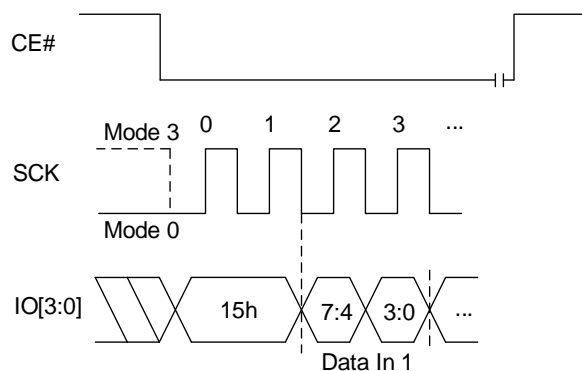 CE#
Mode 3 0 1 2 3 ...
SCK
Mode 0
IO[3:0] 15h 7:4 3:0 ...
Data In 1